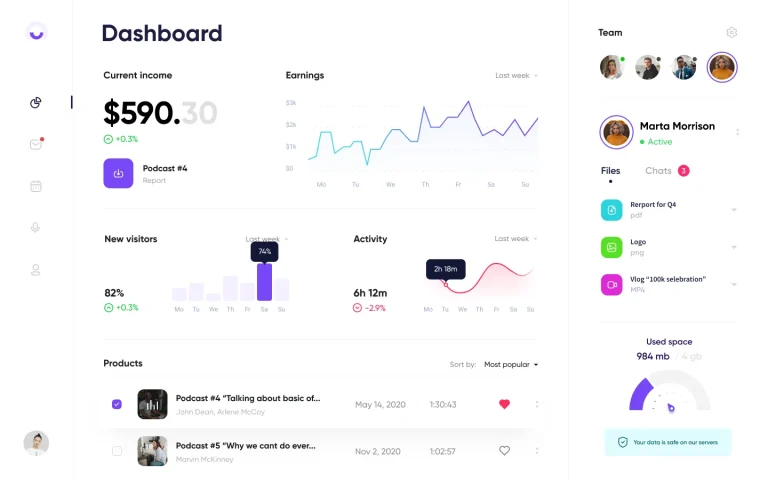 Dashboard
Current income
$590.30
+0.3%
Podcast #4
Report
Earnings
Last week
$3k
$2k
$1k
$0
Mo Tu We Th Fr Sa Su
New visitors
Last week
74%
82%
+0.3%
Mo Tu We Th Fr Sa Su
Activity
Last week
2h 18m
6h 12m
-2.9%
Mo Tu We Th Fr Sa Su
Products
Sort by: Most popular
Podcast #4 “Talking about basic of...
John Dean, Arlene McCoy
May 14, 2020
1:30:43
Podcast #5 “Why we cant do ever...
Marvin McKinney
Nov 2, 2020
1:02:57
Team
Marta Morrison
Active
Files
Chats 3
Rerport for Q4
pdf
Logo
png
Vlog “100k selebration”
MP4
Used space
984 mb / 4 gb
Your data is safe on our servers